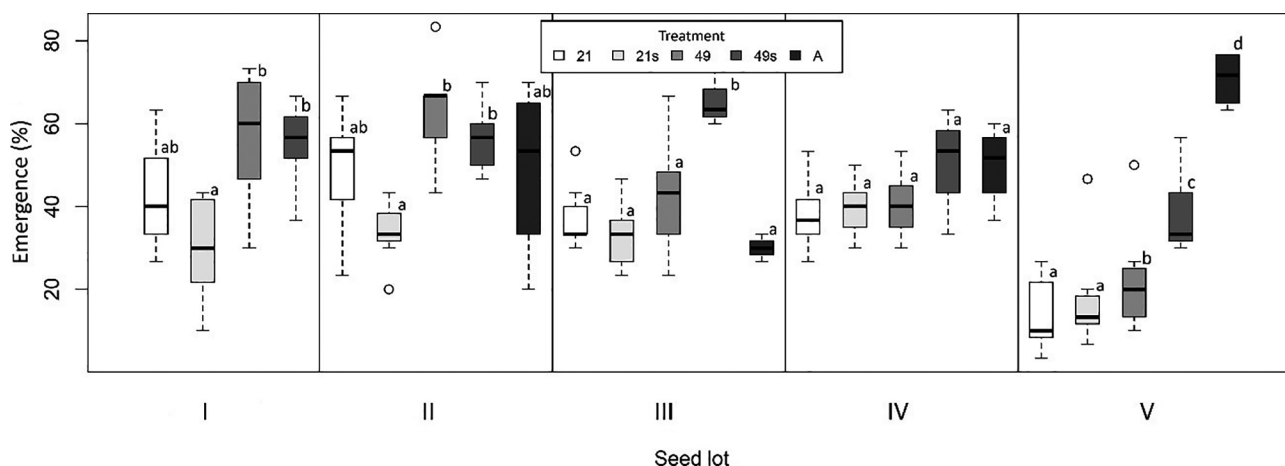 Treatment
21 21s 49 49s A
Emergence (%)
80
60
40
20
ab
a
b
b
ab
a
b
b
ab
a
a
a
b
a
a
a
a
a
a
a
a
b
c
d
I II III IV V
Seed lot